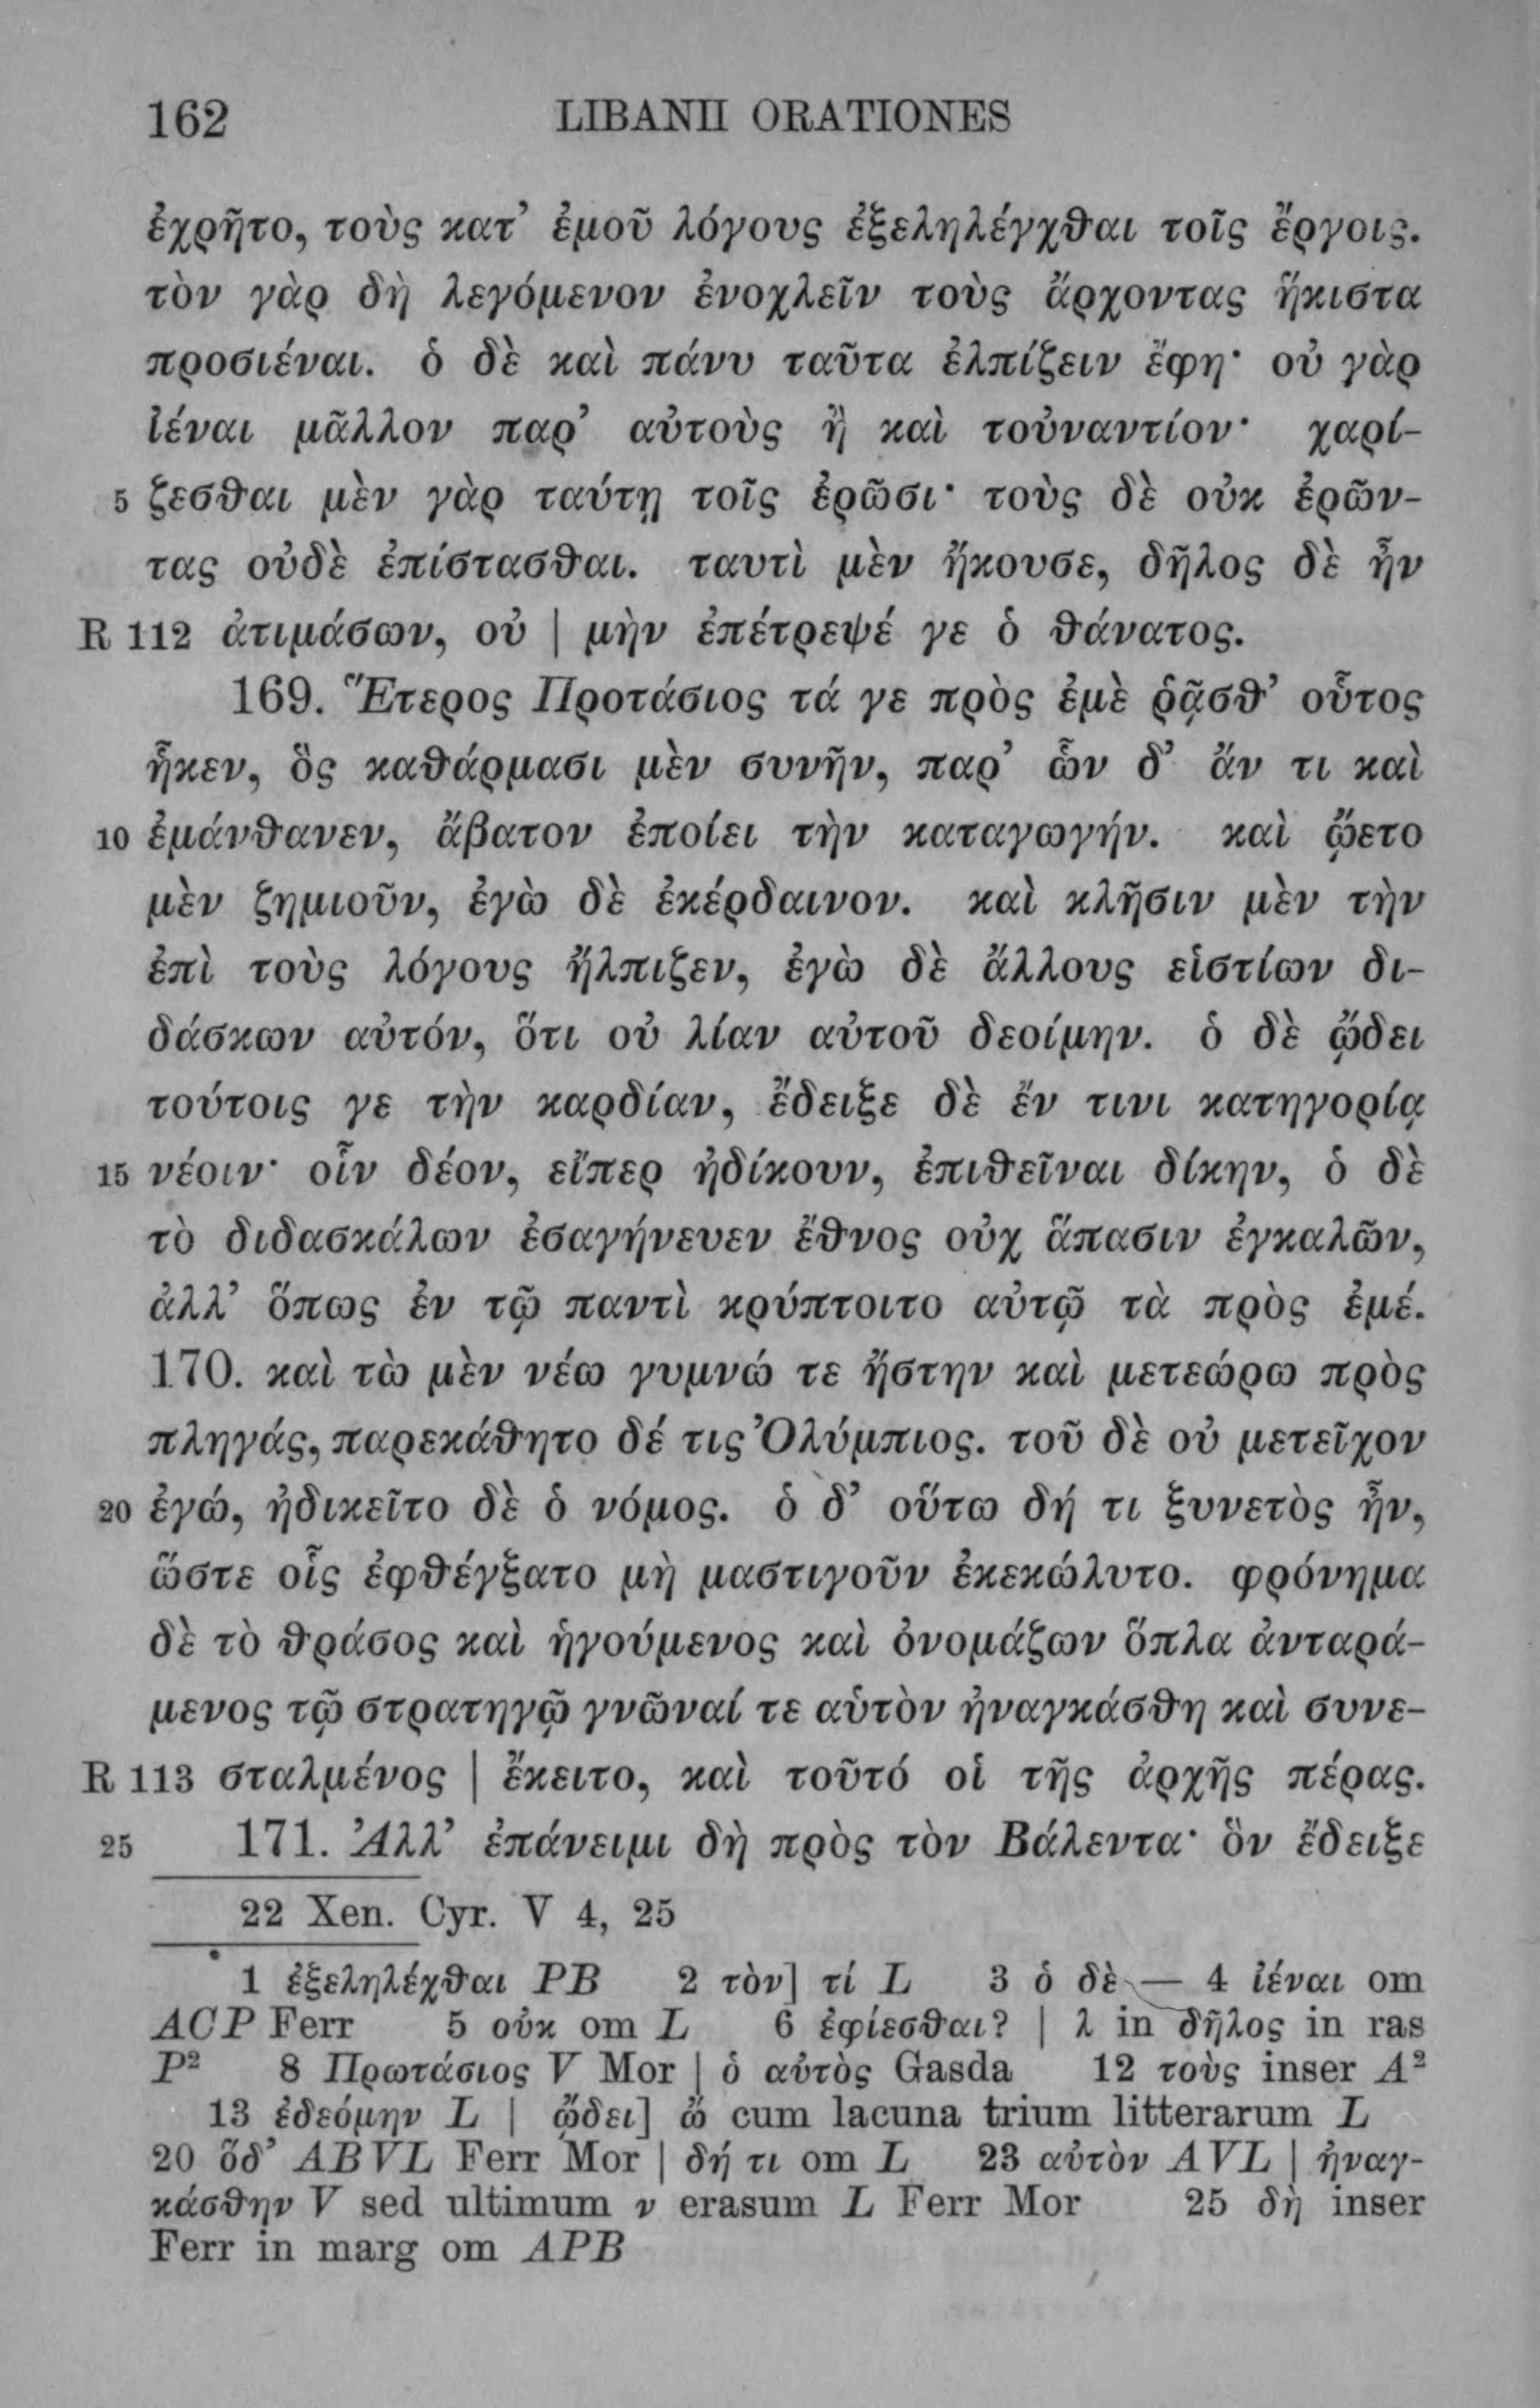 162 LIBANII ORATIONES
ἐχρῆτο, τοὺς κατ’ ἐμοῦ λόγους ἐξεληλέγχθαι τοῖς ἔργοις.
τὸν γὰρ δὴ λεγόμενον ἐνοχλεῖν τοὺς ἄρχοντας ἥκιστα
προσιέναι. ὁ δὲ καὶ πάνυ ταῦτα ἐλπίζειν ἔφη· οὐ γὰρ
ἰέναι μᾶλλον παρ’ αὐτοὺς ἢ καὶ τοὐναντίον· χαρί-
5 ζεσθαι μὲν γὰρ ταύτῃ τοῖς ἐρῶσι· τοὺς δὲ οὐκ ἐρῶν-
τας οὐδὲ ἐπίστασθαι. ταυτὶ μὲν ἤκουσε, δῆλος δὲ ἦν
R 112 ἀτιμάσων, οὐ | μὴν ἐπέτρεψέ γε ὁ θάνατος.
169. Ἕτερος Προτάσιος τά γε πρὸς ἐμὲ ῥᾷσθ’ οὗτος
ἧκεν, ὃς καθάρμασι μὲν συνῆν, παρ’ ὧν δ’ ἄν τι καὶ
10 ἐμάνθανεν, ἄβατον ἐποίει τὴν καταγωγήν. καὶ ᾤετο
μὲν ζημιοῦν, ἐγὼ δὲ ἐκέρδαινον. καὶ κλῆσιν μὲν τὴν
ἐπὶ τοὺς λόγους ἤλπιζεν, ἐγὼ δὲ ἄλλους εἱστίων δι-
δάσκων αὐτόν, ὅτι οὐ λίαν αὐτοῦ δεοίμην. ὁ δὲ ᾤδει
τούτοις γε τὴν καρδίαν, ἔδειξε δὲ ἔν τινι κατηγορίᾳ
15 νέοιν· οἷν δέον, εἴπερ ἠδίκουν, ἐπιθεῖναι δίκην, ὁ δὲ
τὸ διδασκάλων ἐσαγήνευεν ἔθνος οὐχ ἅπασιν ἐγκαλῶν,
ἀλλ’ ὅπως ἐν τῷ παντὶ κρύπτοιτο αὐτῷ τὰ πρὸς ἐμέ.
170. καὶ τὼ μὲν νέω γυμνώ τε ἤστην καὶ μετεώρω πρὸς
πληγάς, παρεκάθητο δέ τις Ὀλύμπιος. τοῦ δὲ οὐ μετεῖχον
20 ἐγώ, ἠδικεῖτο δὲ ὁ νόμος. ὁ δ’ οὕτω δή τι ξυνετὸς ἦν,
ὥστε οἷς ἐφθέγξατο μὴ μαστιγοῦν ἐκεκώλυτο. φρόνημα
δὲ τὸ θράσος καὶ ἡγούμενος καὶ ὀνομάζων ὅπλα ἀνταρά-
μενος τῷ στρατηγῷ γνῶναί τε αὑτὸν ἠναγκάσθη καὶ συνε-
R 113 σταλμένος | ἔκειτο, καὶ τοῦτό οἱ τῆς ἀρχῆς πέρας.
25 171. Ἀλλ’ ἐπάνειμι δὴ πρὸς τὸν Βάλεντα· ὃν ἔδειξε
22 Xen. Cyr. V 4, 25
1 ἐξεληλέχθαι PB 2 τὸν] τί L 3 ὁ δὲ — 4 ἰέναι om
ACP Ferr 5 οὐκ om L 6 ἐφίεσθαι? | λ in δῆλος in ras
P² 8 Πρωτάσιος V Mor | ὁ αὐτὸς Gasda 12 τοὺς inser A²
13 ἐδεόμην L | ᾤδει] ᾤ cum lacuna trium litterarum L
20 ὅδ’ ABVL Ferr Mor | δή τι om L 23 αὐτὸν AVL | ἠναγ-
κάσθην V sed ultimum ν erasum L Ferr Mor 25 δὴ inser
Ferr in marg om APB